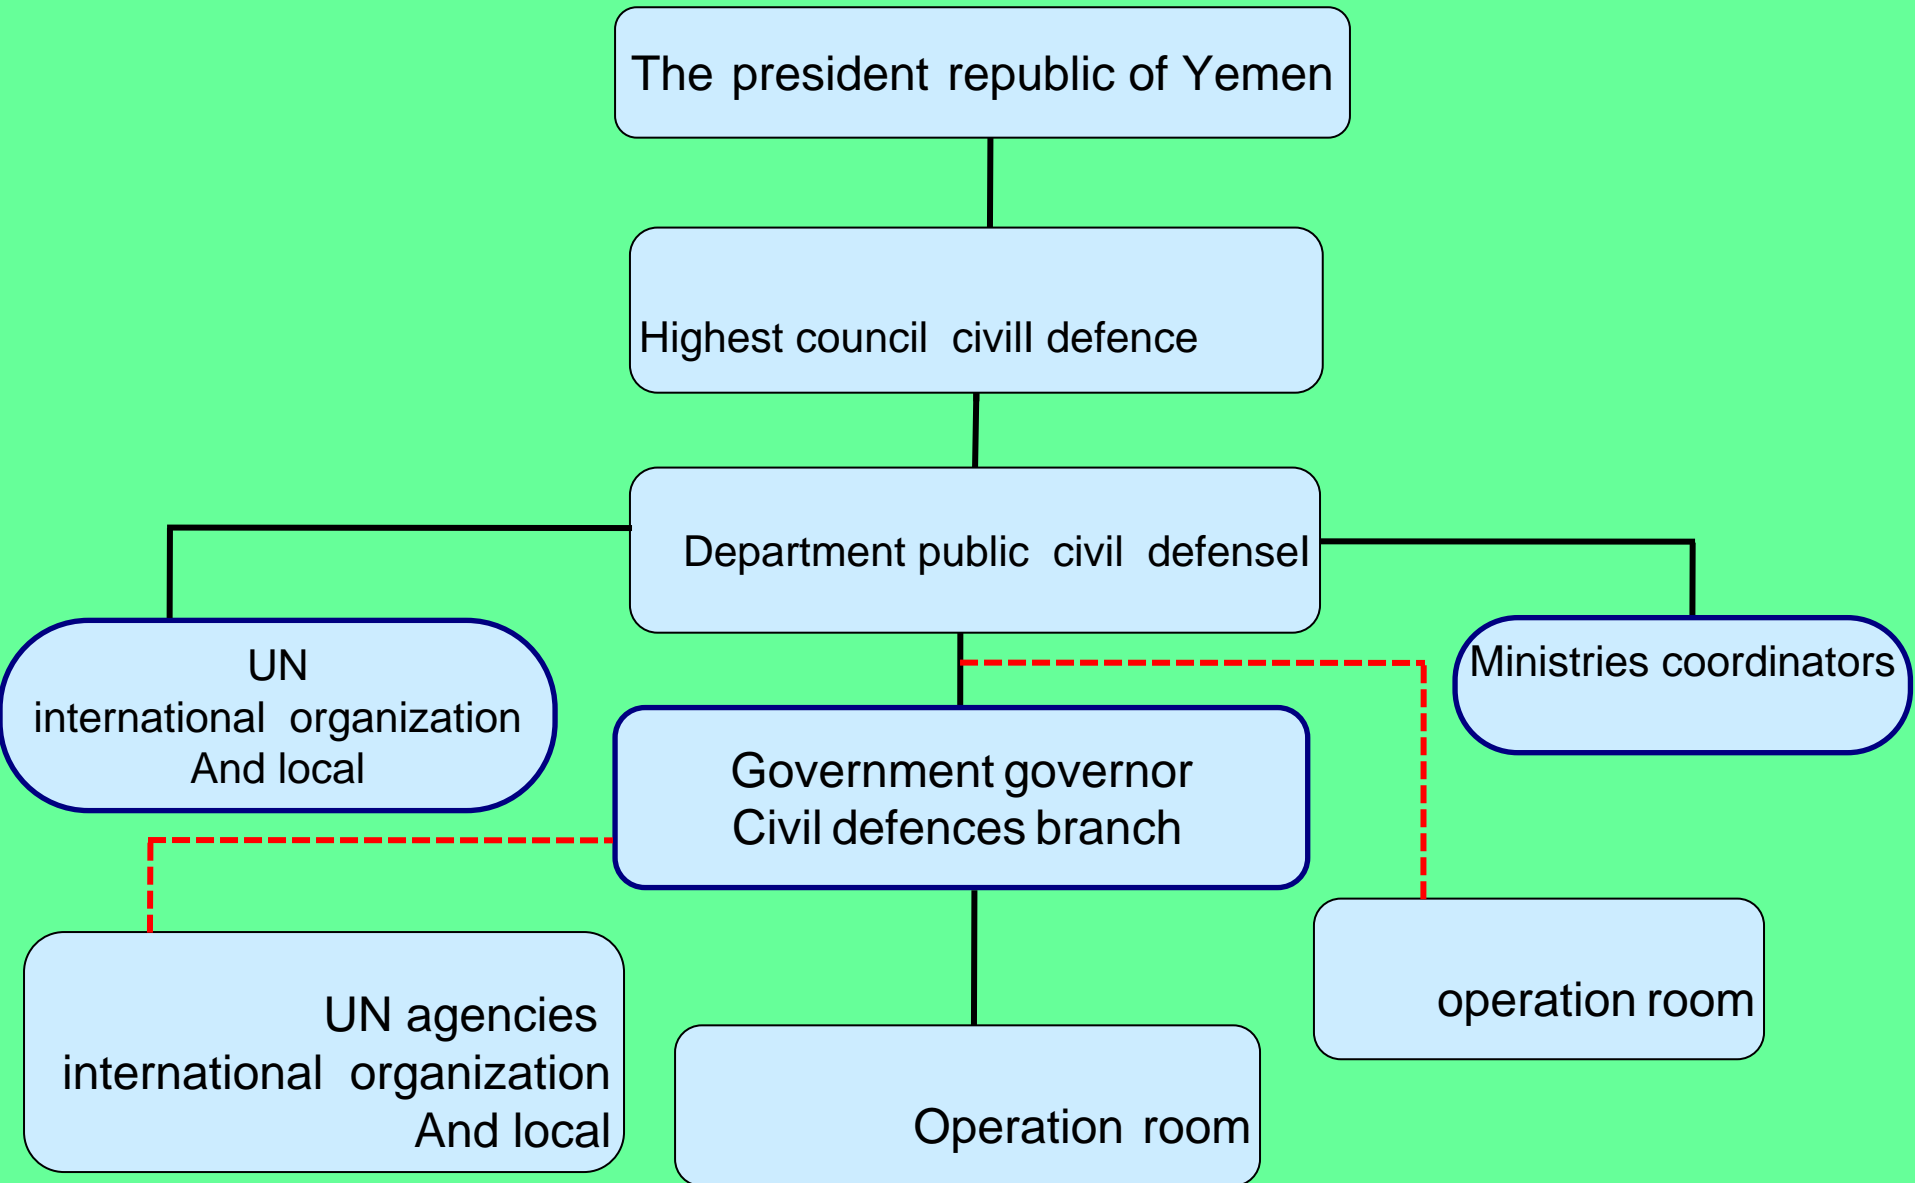 The president republic of Yemen
Highest council civill defence
Department public civil defensel
UN
international organization
And local
Ministries coordinators
Government governor
Civil defences branch
UN agencies
international organization
And local
Operation room
operation room